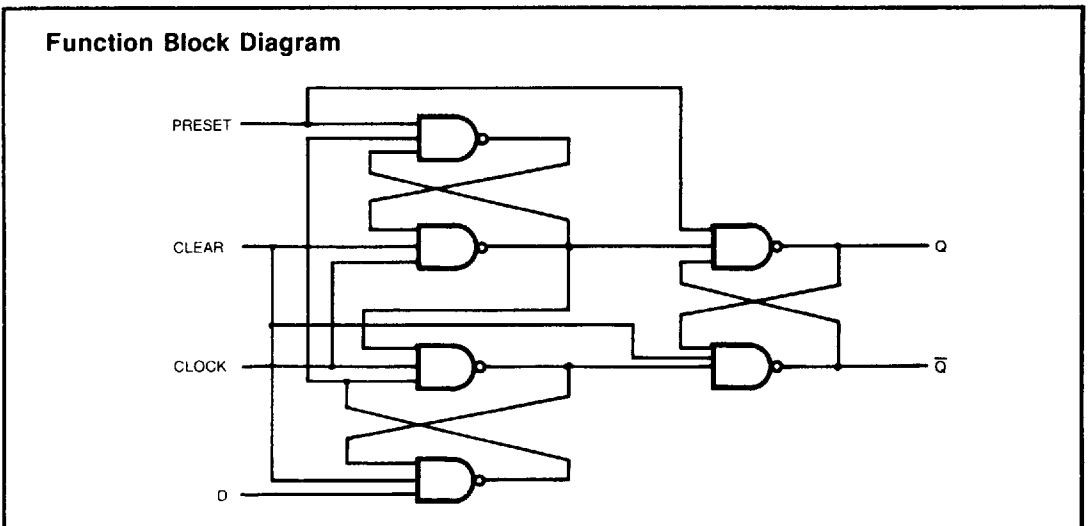 Function Block Diagram
PRESET
CLEAR
Q
CLOCK
Q̅
D